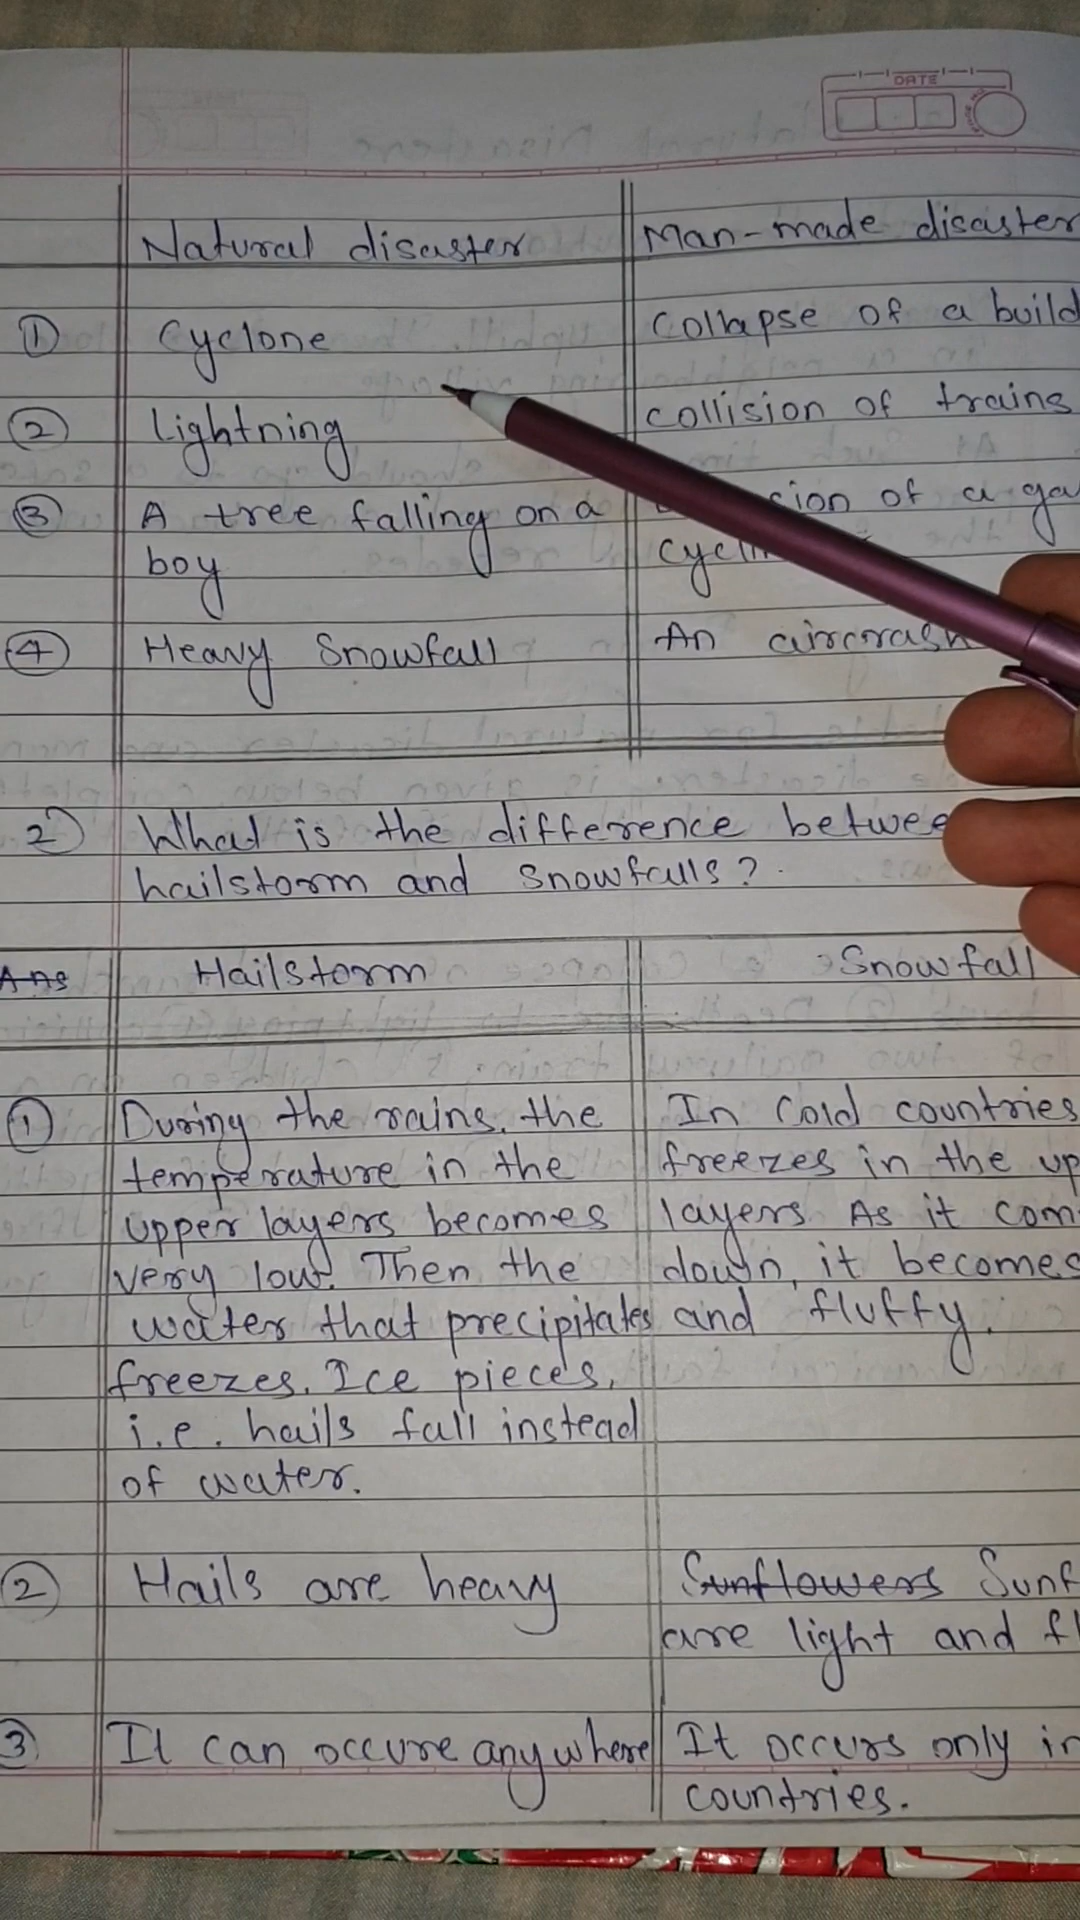 DATE
Natural disaster Man-made disaster
① Cyclone Collapse of a build
② Lightning collision of trains
③ A tree falling on a sion of a ga
boy cylin
④ Heavy Snowfall An aircrash
2) What is the difference betwee
hailstorm and snowfalls?
Ans Hailstorm Snowfall
① During the rains, the In Cold countries
temperature in the freezes in the up
upper layers becomes layers. As it com
very low. Then the down, it becomes
water that precipitates and fluffy.
freezes. Ice pieces,
i.e. hails fall instead
of water.
② Hails are heavy Sunflowers Sunf
are light and fl
③ It can occure anywhere It occurs only in
countries.